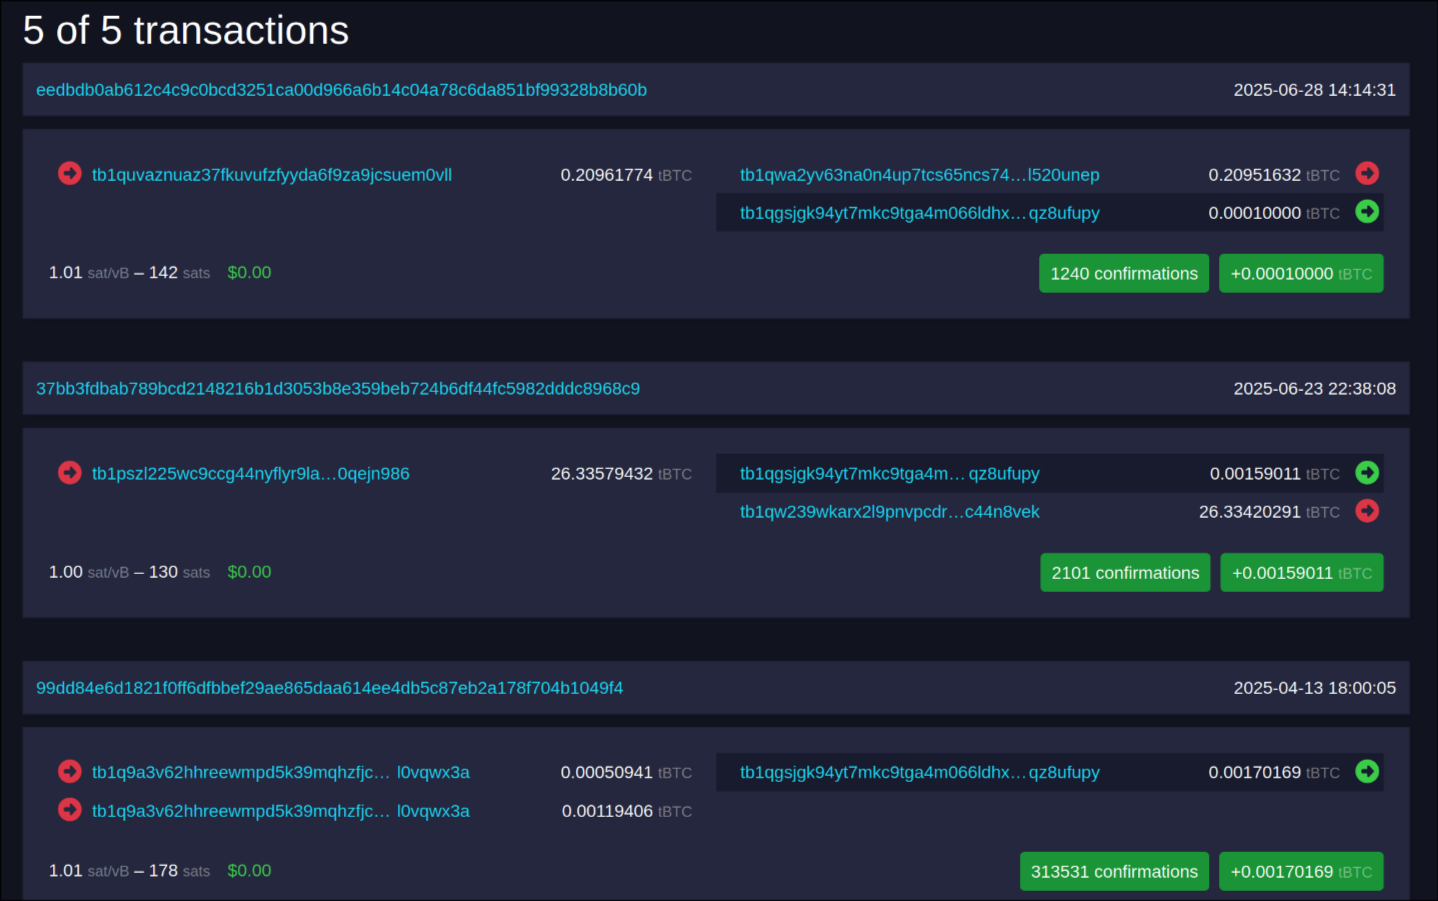 5 of 5 transactions
eedbdb0ab612c4c9c0bcd3251ca00d966a6b14c04a78c6da851bf99328b8b60b 2025-06-28 14:14:31
tb1quvaznuaz37fkuvufzfyyda6f9za9jcsuem0vll 0.20961774 tBTC tb1qwa2yv63na0n4up7tcs65ncs74…l520unep 0.20951632 tBTC
tb1qgsjgk94yt7mkc9tga4m066ldhx…qz8ufupy 0.00010000 tBTC
1.01 sat/vB – 142 sats $0.00 1240 confirmations +0.00010000 tBTC
37bb3fdbab789bcd2148216b1d3053b8e359beb724b6df44fc5982dddc8968c9 2025-06-23 22:38:08
tb1pszl225wc9ccg44nyflyr9la…0qejn986 26.33579432 tBTC tb1qgsjgk94yt7mkc9tga4m… qz8ufupy 0.00159011 tBTC
tb1qw239wkarx2l9pnvpcdr…c44n8vek 26.33420291 tBTC
1.00 sat/vB – 130 sats $0.00 2101 confirmations +0.00159011 tBTC
99dd84e6d1821f0ff6dfbbef29ae865daa614ee4db5c87eb2a178f704b1049f4 2025-04-13 18:00:05
tb1q9a3v62hhreewmpd5k39mqhzfjc… l0vqwx3a 0.00050941 tBTC tb1qgsjgk94yt7mkc9tga4m066ldhx…qz8ufupy 0.00170169 tBTC
tb1q9a3v62hhreewmpd5k39mqhzfjc… l0vqwx3a 0.00119406 tBTC
1.01 sat/vB – 178 sats $0.00 313531 confirmations +0.00170169 tBTC